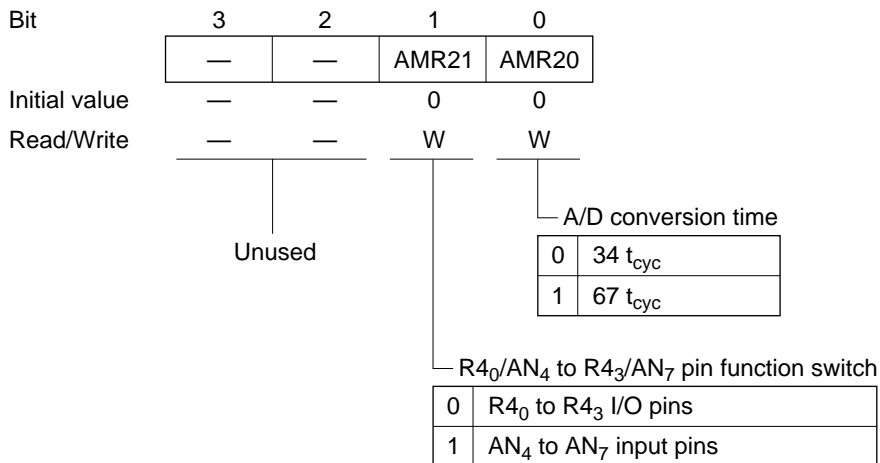 Bit 3 2 1 0
— — AMR21 AMR20
Initial value — — 0 0
Read/Write — — W W
A/D conversion time
Unused
0 34 tcyc
1 67 tcyc
R40/AN4 to R43/AN7 pin function switch
0 R40 to R43 I/O pins
1 AN4 to AN7 input pins